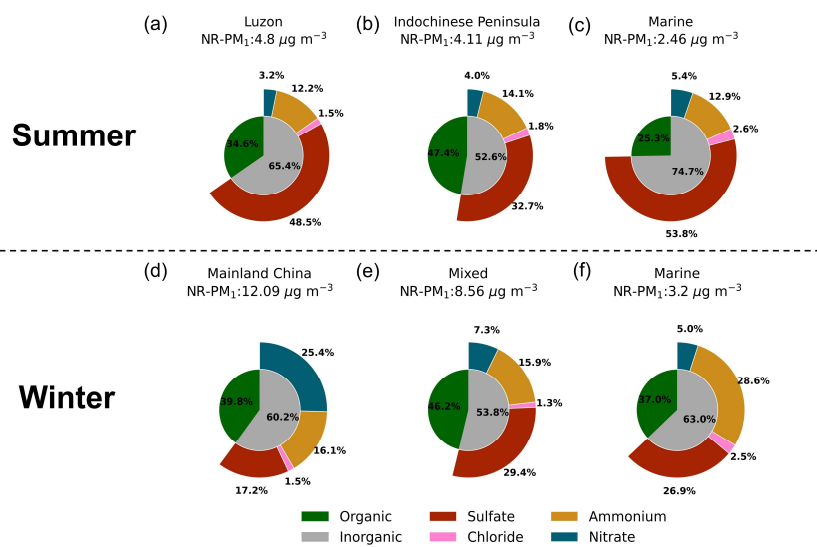 (a)
Luzon
NR-PM₁:4.8 μg m⁻³
3.2%
12.2%
1.5%
34.6%
65.4%
48.5%
(b)
Indochinese Peninsula
NR-PM₁:4.11 μg m⁻³
4.0%
14.1%
1.8%
47.4%
52.6%
32.7%
(c)
Marine
NR-PM₁:2.46 μg m⁻³
5.4%
12.9%
2.6%
25.3%
74.7%
53.8%
Summer
(d)
Mainland China
NR-PM₁:12.09 μg m⁻³
25.4%
39.8%
60.2%
16.1%
1.5%
17.2%
(e)
Mixed
NR-PM₁:8.56 μg m⁻³
7.3%
15.9%
1.3%
46.2%
53.8%
29.4%
(f)
Marine
NR-PM₁:3.2 μg m⁻³
5.0%
28.6%
37.0%
63.0%
2.5%
26.9%
Winter
Organic
Inorganic
Sulfate
Chloride
Ammonium
Nitrate